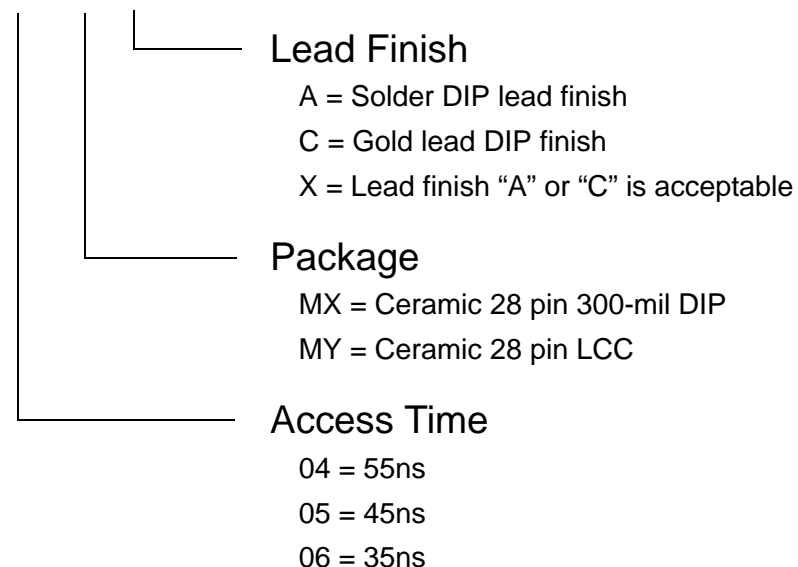 Lead Finish
A = Solder DIP lead finish
C = Gold lead DIP finish
X = Lead finish “A” or “C” is acceptable
Package
MX = Ceramic 28 pin 300-mil DIP
MY = Ceramic 28 pin LCC
Access Time
04 = 55ns
05 = 45ns
06 = 35ns